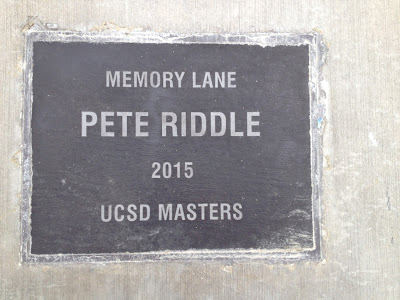 MEMORY LANE
PETE RIDDLE
2015
UCSD MASTERS